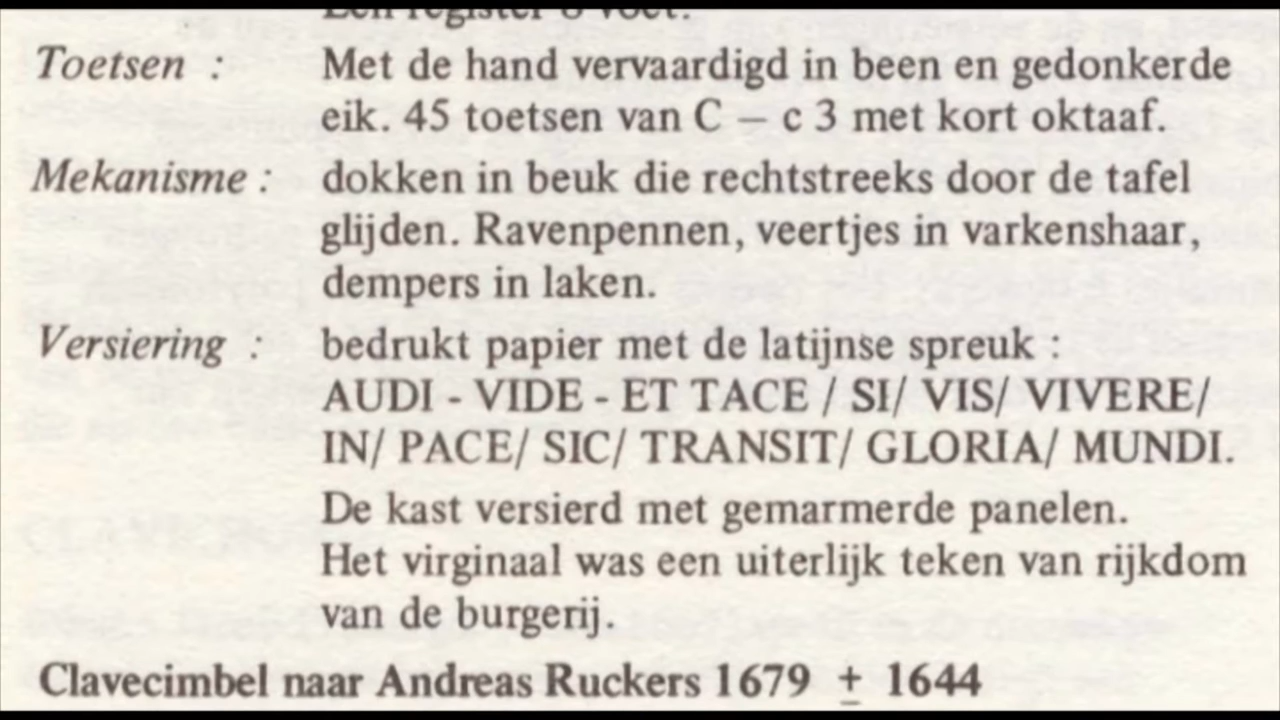 Een register 8 voet.
Toetsen : Met de hand vervaardigd in been en gedonkerde
eik. 45 toetsen van C – c 3 met kort oktaaf.
Mekanisme : dokken in beuk die rechtstreeks door de tafel
glijden. Ravenpennen, veertjes in varkenshaar,
dempers in laken.
Versiering : bedrukt papier met de latijnse spreuk :
AUDI - VIDE - ET TACE / SI/ VIS/ VIVERE/
IN/ PACE/ SIC/ TRANSIT/ GLORIA/ MUNDI.
De kast versierd met gemarmerde panelen.
Het virginaal was een uiterlijk teken van rijkdom
van de burgerij.
Clavecimbel naar Andreas Ruckers 1679 ± 1644